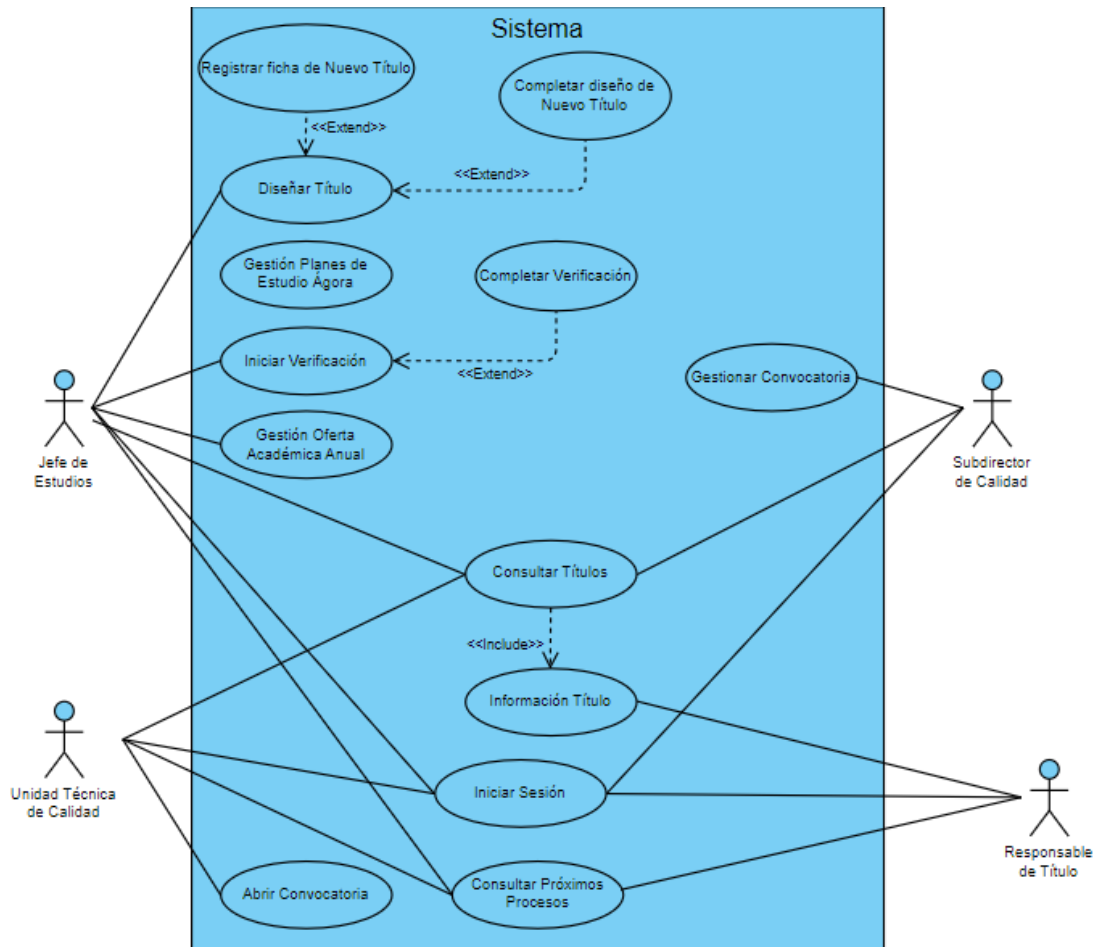 Sistema
Registrar ficha de Nuevo Título
Completar diseño de
Nuevo Título
<<Extend>>
<<Extend>>
Diseñar Título
Gestión Planes de
Estudio Ágora
Completar Verificación
Iniciar Verificación
<<Extend>>
Gestionar Convocatoria
Gestión Oferta
Académica Anual
Jefe de
Estudios
Subdirector
de Calidad
Consultar Títulos
<<Include>>
Información Título
Unidad Técnica
de Calidad
Iniciar Sesión
Responsable
de Título
Abrir Convocatoria
Consultar Próximos
Procesos